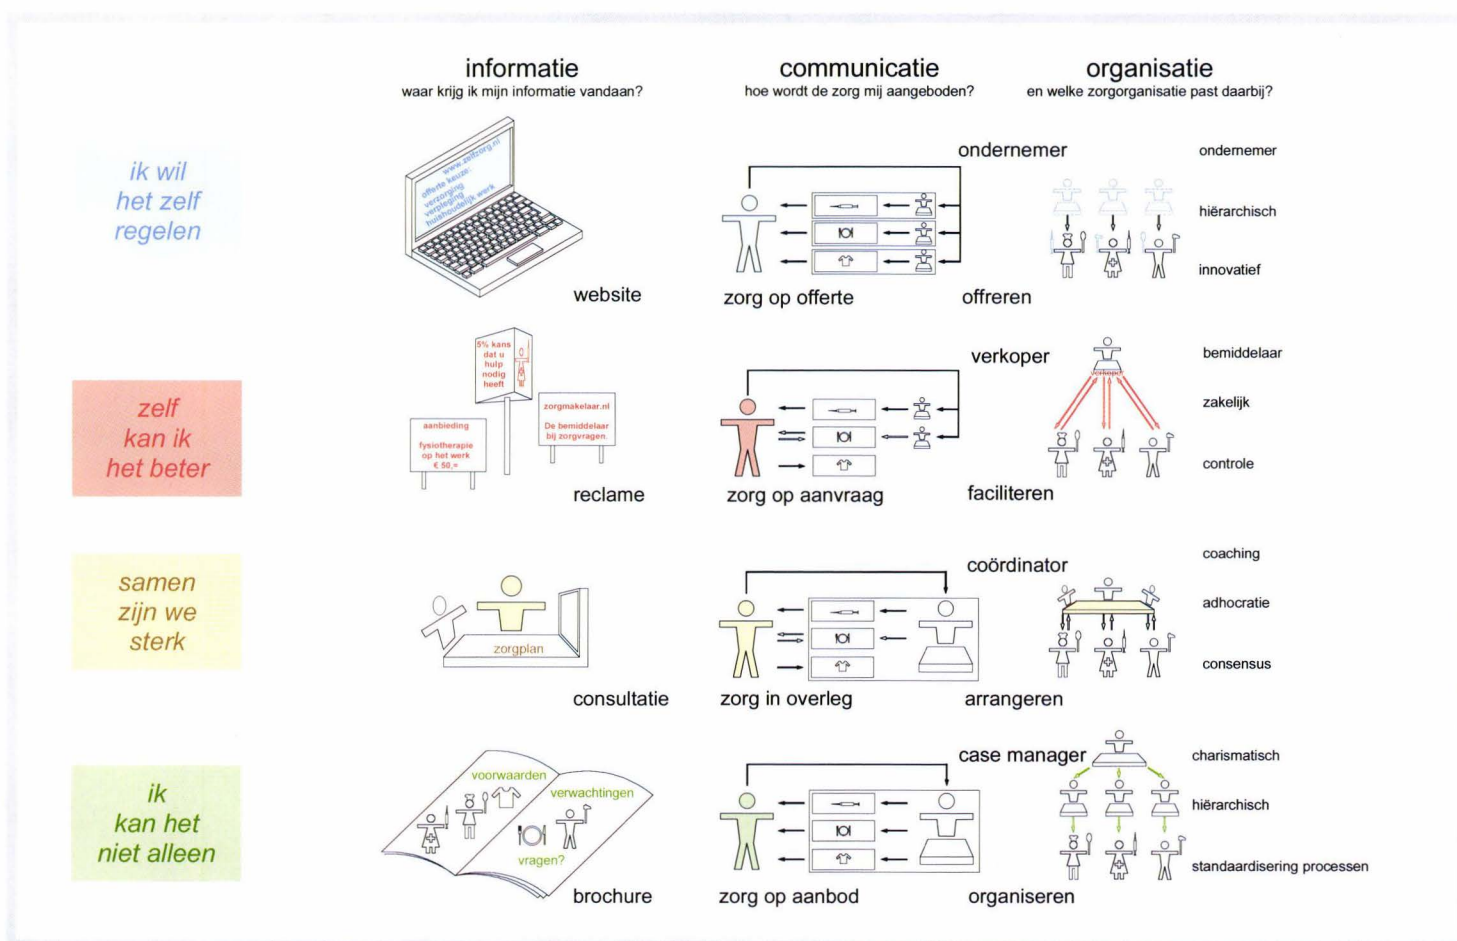 informatie
waar krijg ik mijn informatie vandaan?
communicatie
hoe wordt de zorg mij aangeboden?
organisatie
en welke zorgorganisatie past daarbij?
ik wil
het zelf
regelen
www.zelfzorg.nl
offerte keuze:
verzorging
verpleging
huishoudelijk werk
website
ondernemer
zorg op offerte
offreren
ondernemer
hiërarchisch
innovatief
zelf
kan ik
het beter
5% kans
dat u
hulp
nodig
heeft
aanbieding
fysiotherapie
op het werk
€ 50,=
zorgmakelaar.nl
De bemiddelaar
bij zorgvragen.
reclame
verkoper
zorg op aanvraag
faciliteren
verkoper
bemiddelaar
zakelijk
controle
samen
zijn we
sterk
zorgplan
consultatie
coördinator
zorg in overleg
arrangeren
coaching
adhocratie
consensus
ik
kan het
niet alleen
voorwaarden
verwachtingen
vragen?
brochure
case manager
zorg op aanbod
organiseren
charismatisch
hiërarchisch
standaardisering processen